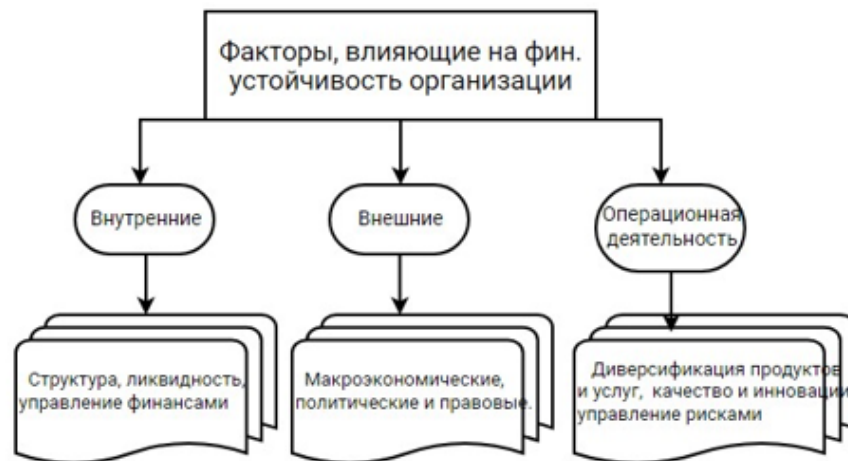 Факторы, влияющие на фин.
устойчивость организации
Внутренние
Внешние
Операционная
деятельность
Структура, ликвидность,
управление финансами
Макроэкономические,
политические и правовые.
Диверсификация продуктов
и услуг, качество и инновации
управление рисками